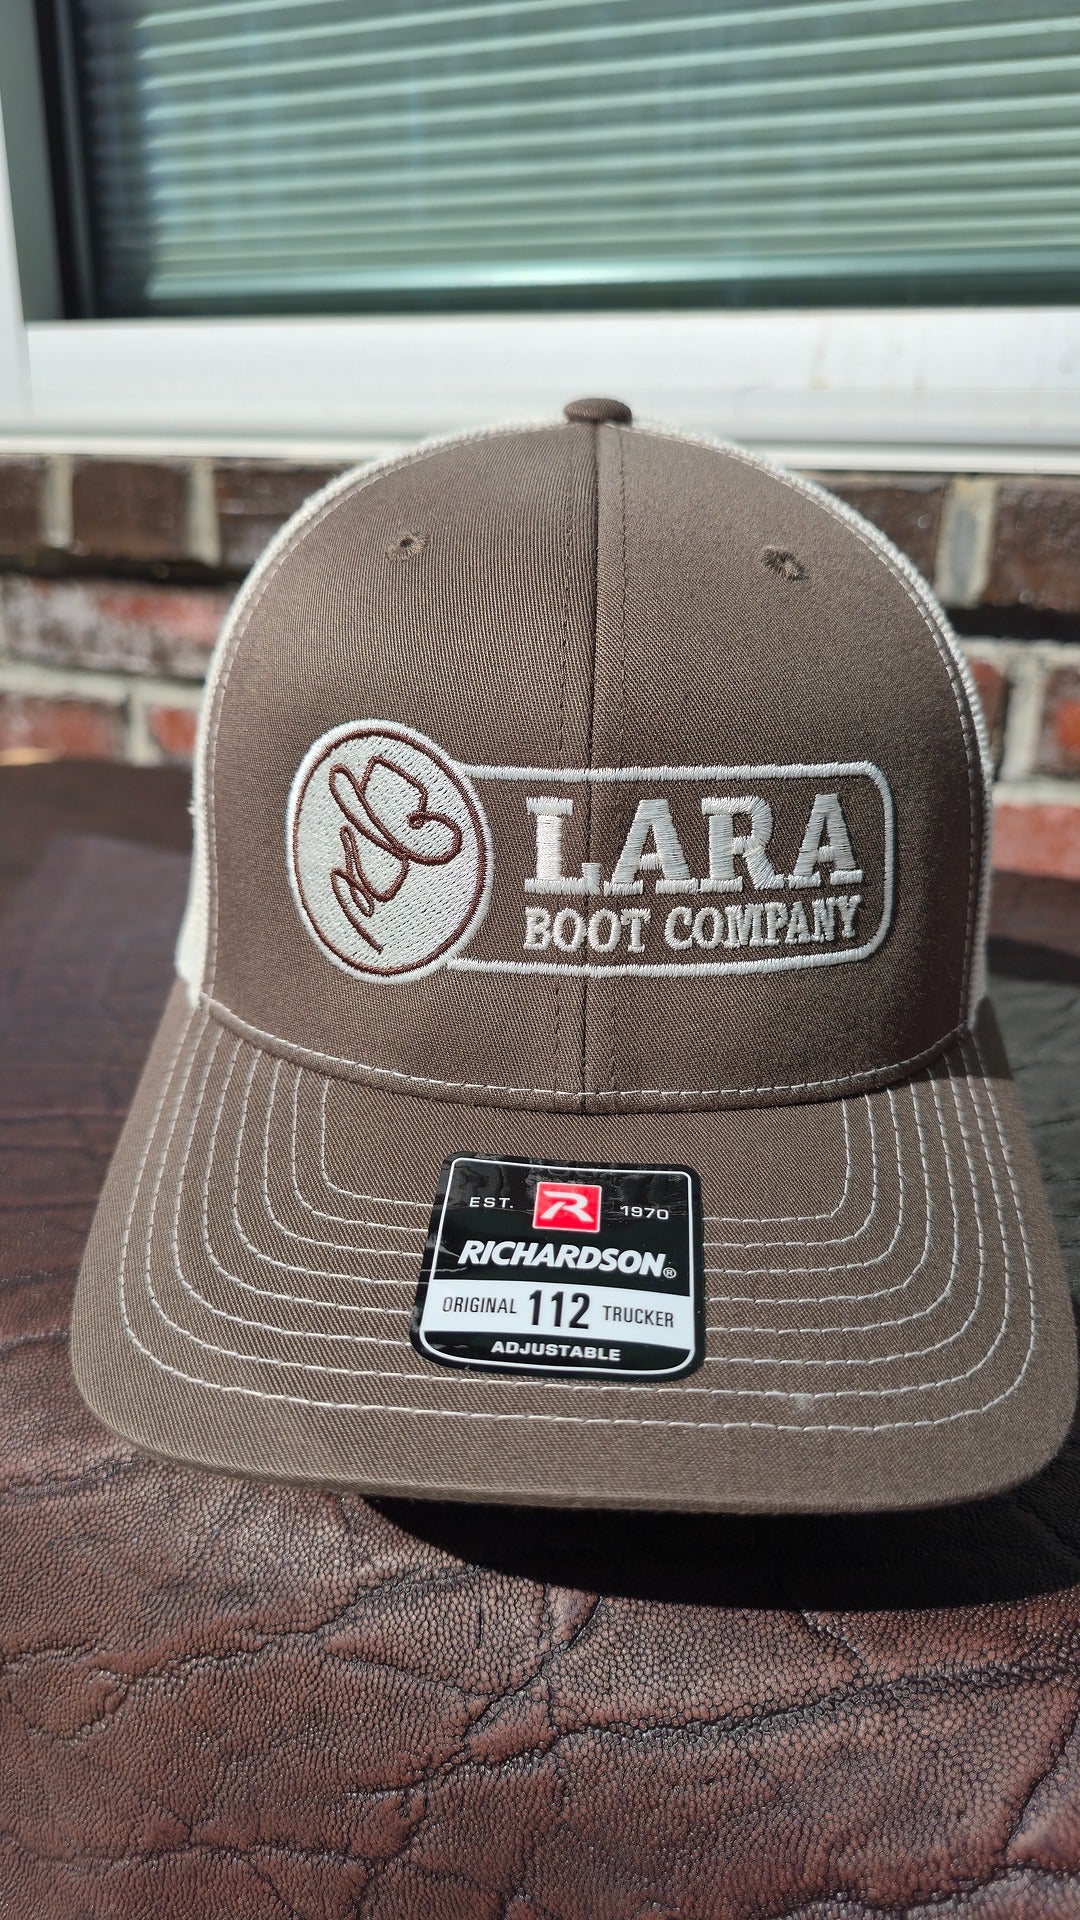 LARA
BOOT COMPANY
EST. R 1970
RICHARDSON®
ORIGINAL 112 TRUCKER
ADJUSTABLE